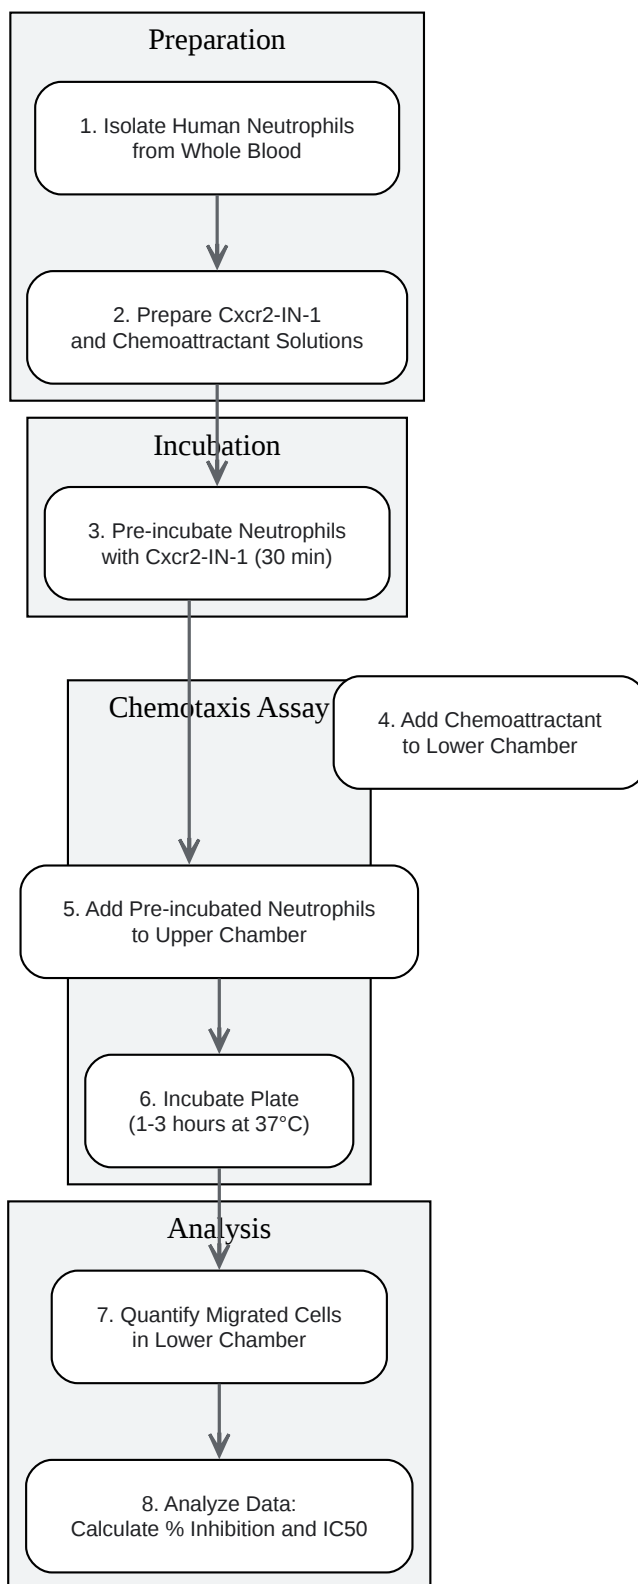 Preparation
1. Isolate Human Neutrophils
from Whole Blood
2. Prepare Cxcr2-IN-1
and Chemoattractant Solutions
Incubation
3. Pre-incubate Neutrophils
with Cxcr2-IN-1 (30 min)
Chemotaxis Assay
4. Add Chemoattractant
to Lower Chamber
5. Add Pre-incubated Neutrophils
to Upper Chamber
6. Incubate Plate
(1-3 hours at 37°C)
Analysis
7. Quantify Migrated Cells
in Lower Chamber
8. Analyze Data:
Calculate % Inhibition and IC50